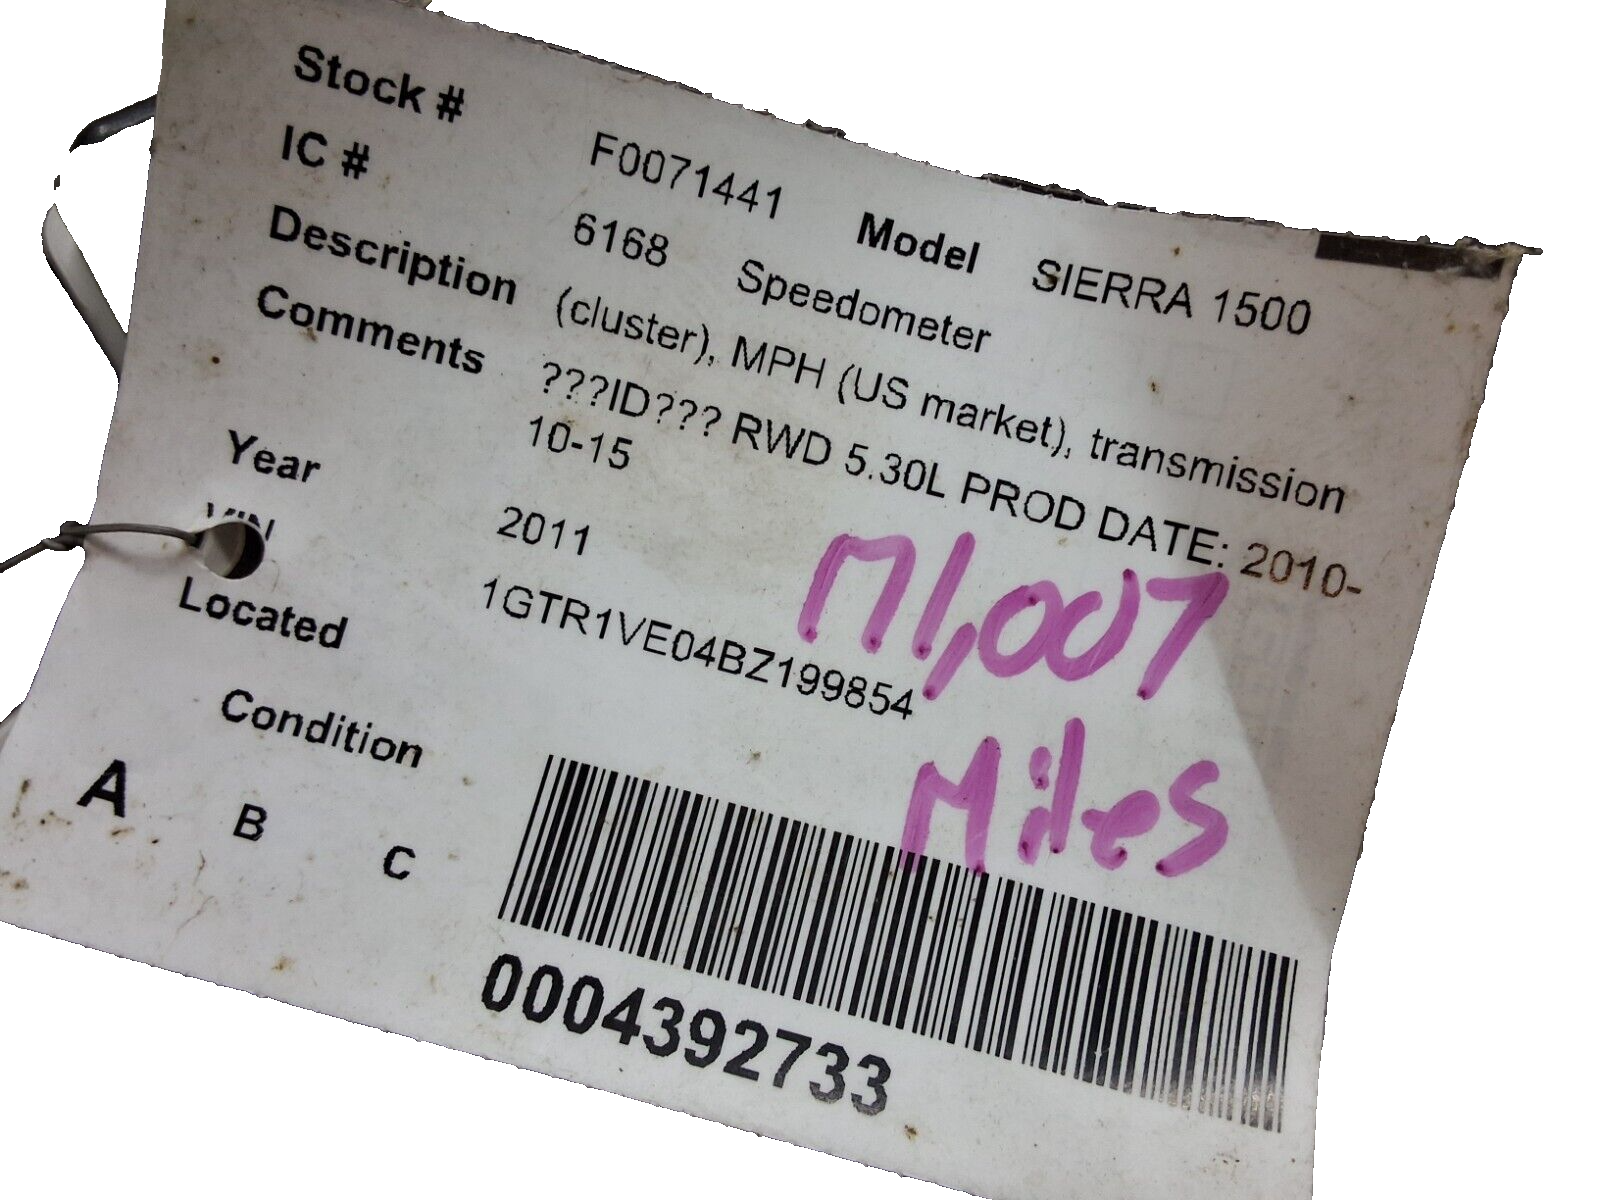 Stock # F0071441 Model SIERRA 1500
IC # 6168 Speedometer
Description (cluster), MPH (US market), transmission
Comments ???ID??? RWD 5.30L PROD DATE: 2010-
10-15
Year 2011
VIN 1GTR1VE04BZ199854
Located
171,007
Miles
Condition
A B C
0004392733